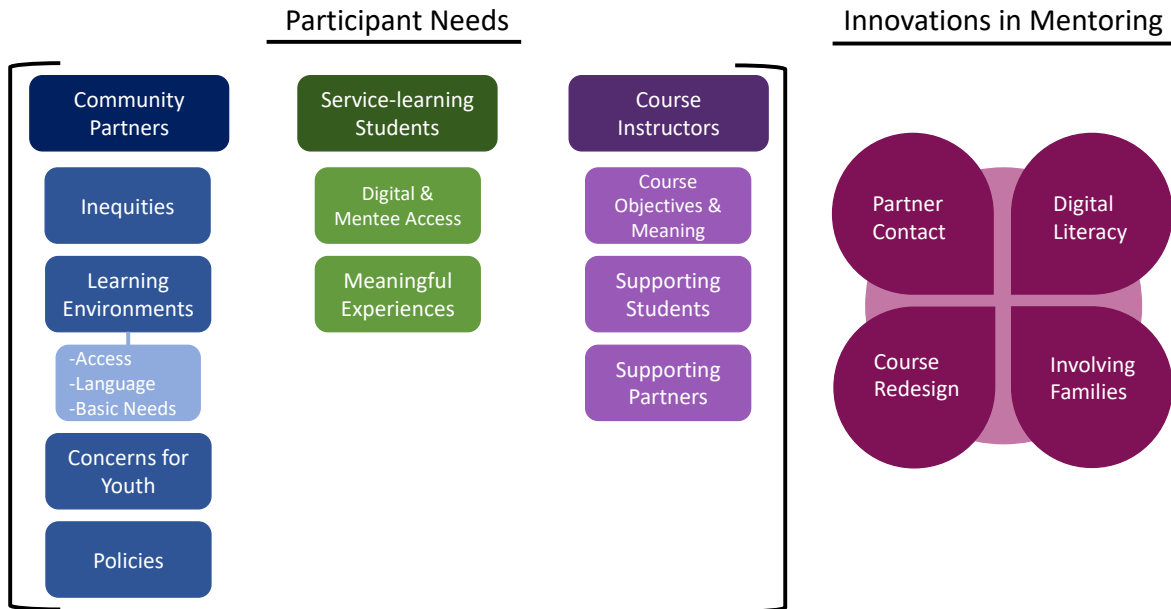 Participant Needs
Innovations in Mentoring
Community
Partners
Inequities
Learning
Environments
-Access
-Language
-Basic Needs
Concerns for
Youth
Policies
Service-learning
Students
Digital &
Mentee Access
Meaningful
Experiences
Course
Instructors
Course
Objectives &
Meaning
Supporting
Students
Supporting
Partners
Partner
Contact
Digital
Literacy
Course
Redesign
Involving
Families